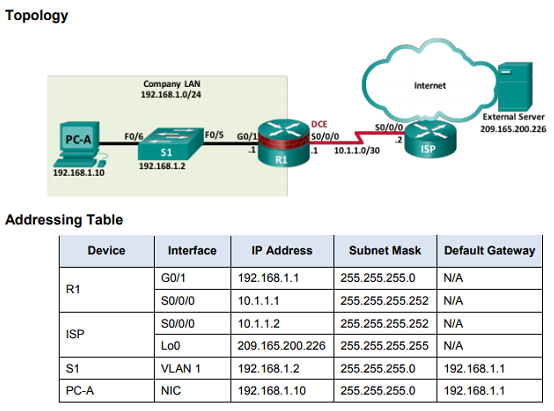 Topology
Company LAN
192.168.1.0/24
Internet
External Server
209.165.200.226
PC-A
F0/6
S1
F0/5
G0/1
.1
R1
DCE
S0/0/0
.1
10.1.1.0/30
S0/0/0
.2
ISP
192.168.1.10
192.168.1.2
Addressing Table
Device Interface IP Address Subnet Mask Default Gateway
R1 G0/1 192.168.1.1 255.255.255.0 N/A
S0/0/0 10.1.1.1 255.255.255.252 N/A
ISP S0/0/0 10.1.1.2 255.255.255.252 N/A
Lo0 209.165.200.226 255.255.255.255 N/A
S1 VLAN 1 192.168.1.2 255.255.255.0 192.168.1.1
PC-A NIC 192.168.1.10 255.255.255.0 192.168.1.1